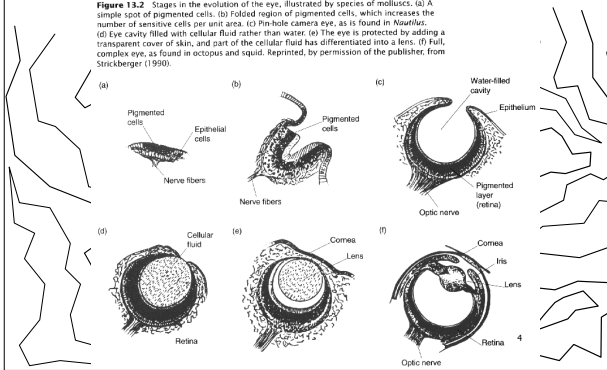 Figure 13.2 Stages in the evolution of the eye, illustrated by species of molluscs. (a) A
simple spot of pigmented cells. (b) Folded region of pigmented cells, which increases the
number of sensitive cells per unit area. (c) Pin-hole camera eye, as is found in Nautilus.
(d) Eye cavity filled with cellular fluid rather than water. (e) The eye is protected by adding a
transparent cover of skin, and part of the cellular fluid has differentiated into a lens. (f) Full,
complex eye, as found in octopus and squid. Reprinted, by permission of the publisher, from
Strickberger (1990).
(a)
Pigmented
cells
Epithelial
cells
Nerve fibers
(b)
Pigmented
cells
Nerve fibers
(c)
Water-filled
cavity
Epithelium
Pigmented
layer
(retina)
Optic nerve
(d)
Cellular
fluid
Retina
(e)
Cornea
Lens
(f)
Cornea
Iris
Lens
Retina
Optic nerve
4